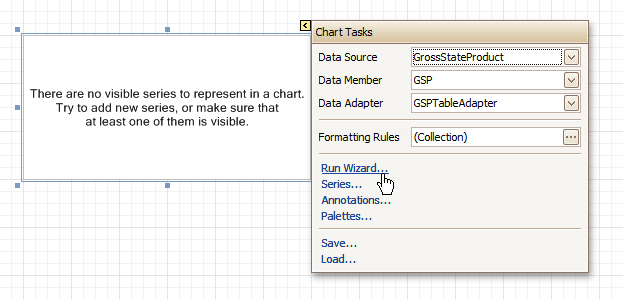 There are no visible series to represent in a chart.
Try to add new series, or make sure that
at least one of them is visible.
Chart Tasks
Data Source GrossStateProduct
Data Member GSP
Data Adapter GSPTableAdapter
Formatting Rules (Collection)
Run Wizard...
Series...
Annotations...
Palettes...
Save...
Load...